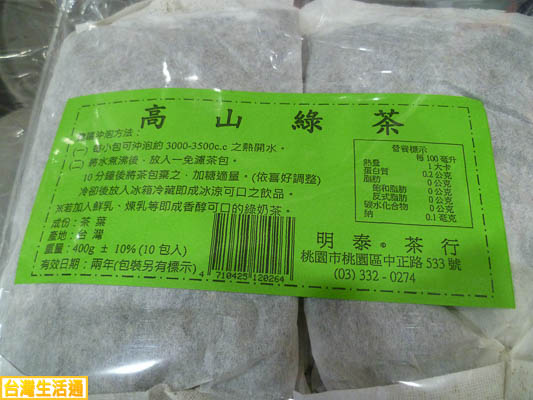 高山綠茶
建議沖泡方法：
(一) 每小包可沖泡約 3000-3500c.c 之熱開水。
(二) 將水煮沸後，放入一免濾茶包。
10分鐘後將茶包棄之，加糖適量。(依喜好調整)
冷卻後放入冰箱冷藏即成冰涼可口之飲品。
※若加入鮮乳、煉乳等即成香醇可口的綠奶茶。
成份：茶葉
產地：台灣
重量：400g ± 10% (10包入)
有效日期：兩年(包裝另有標示)
4 710425 120264
營養標示
每 100 毫升
熱量 1 大卡
蛋白質 0.2 公克
脂肪 0 公克
飽和脂肪 0 公克
反式脂肪 0 公克
碳水化合物 0 公克
鈉 0.1 毫克
明泰®茶行
桃園市桃園區中正路 533 號
(03) 332-0274
台灣生活通